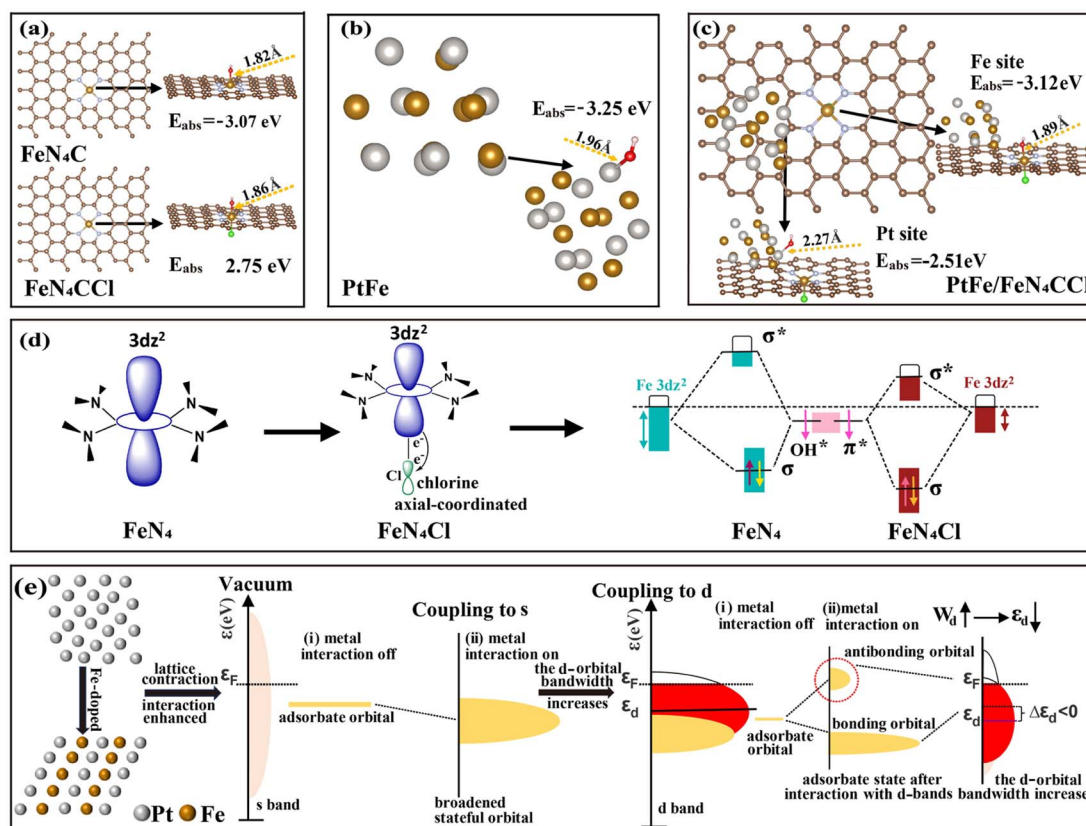 (a)
1.82Å
Eabs=-3.07 eV
FeN₄C
1.86Å
Eabs 2.75 eV
FeN₄CCl
(b)
Eabs=-3.25 eV
1.96Å
PtFe
(c)
Fe site
Eabs=-3.12eV
1.89Å
2.27Å
Pt site
Eabs=-2.51eV
PtFe/FeN₄CCl
(d)
3dz²
N N
N N
FeN₄
3dz²
N N
N N
e⁻
e⁻
Cl
chlorine
axial-coordinated
FeN₄Cl
σ*
Fe 3dz²
σ
OH*
π*
σ*
Fe 3dz²
σ
FeN₄
FeN₄Cl
(e)
Fe-doped
Pt Fe
lattice
contraction
interaction
enhanced
Vacuum
ε(eV)
εF
s band
(i) metal
interaction off
adsorbate orbital
Coupling to s
(ii) metal
interaction on
broadened
stateful orbital
the d-orbital
bandwidth
increases
Coupling to d
ε(eV)
εF
εd
d band
(i) metal
interaction off
adsorbate
orbital
(ii)metal
interaction on
antibonding orbital
bonding orbital
adsorbate state after
interaction with d-bands
Wd↑→εd↓
εF
εd
Δεd<0
the d-orbital
bandwidth increase